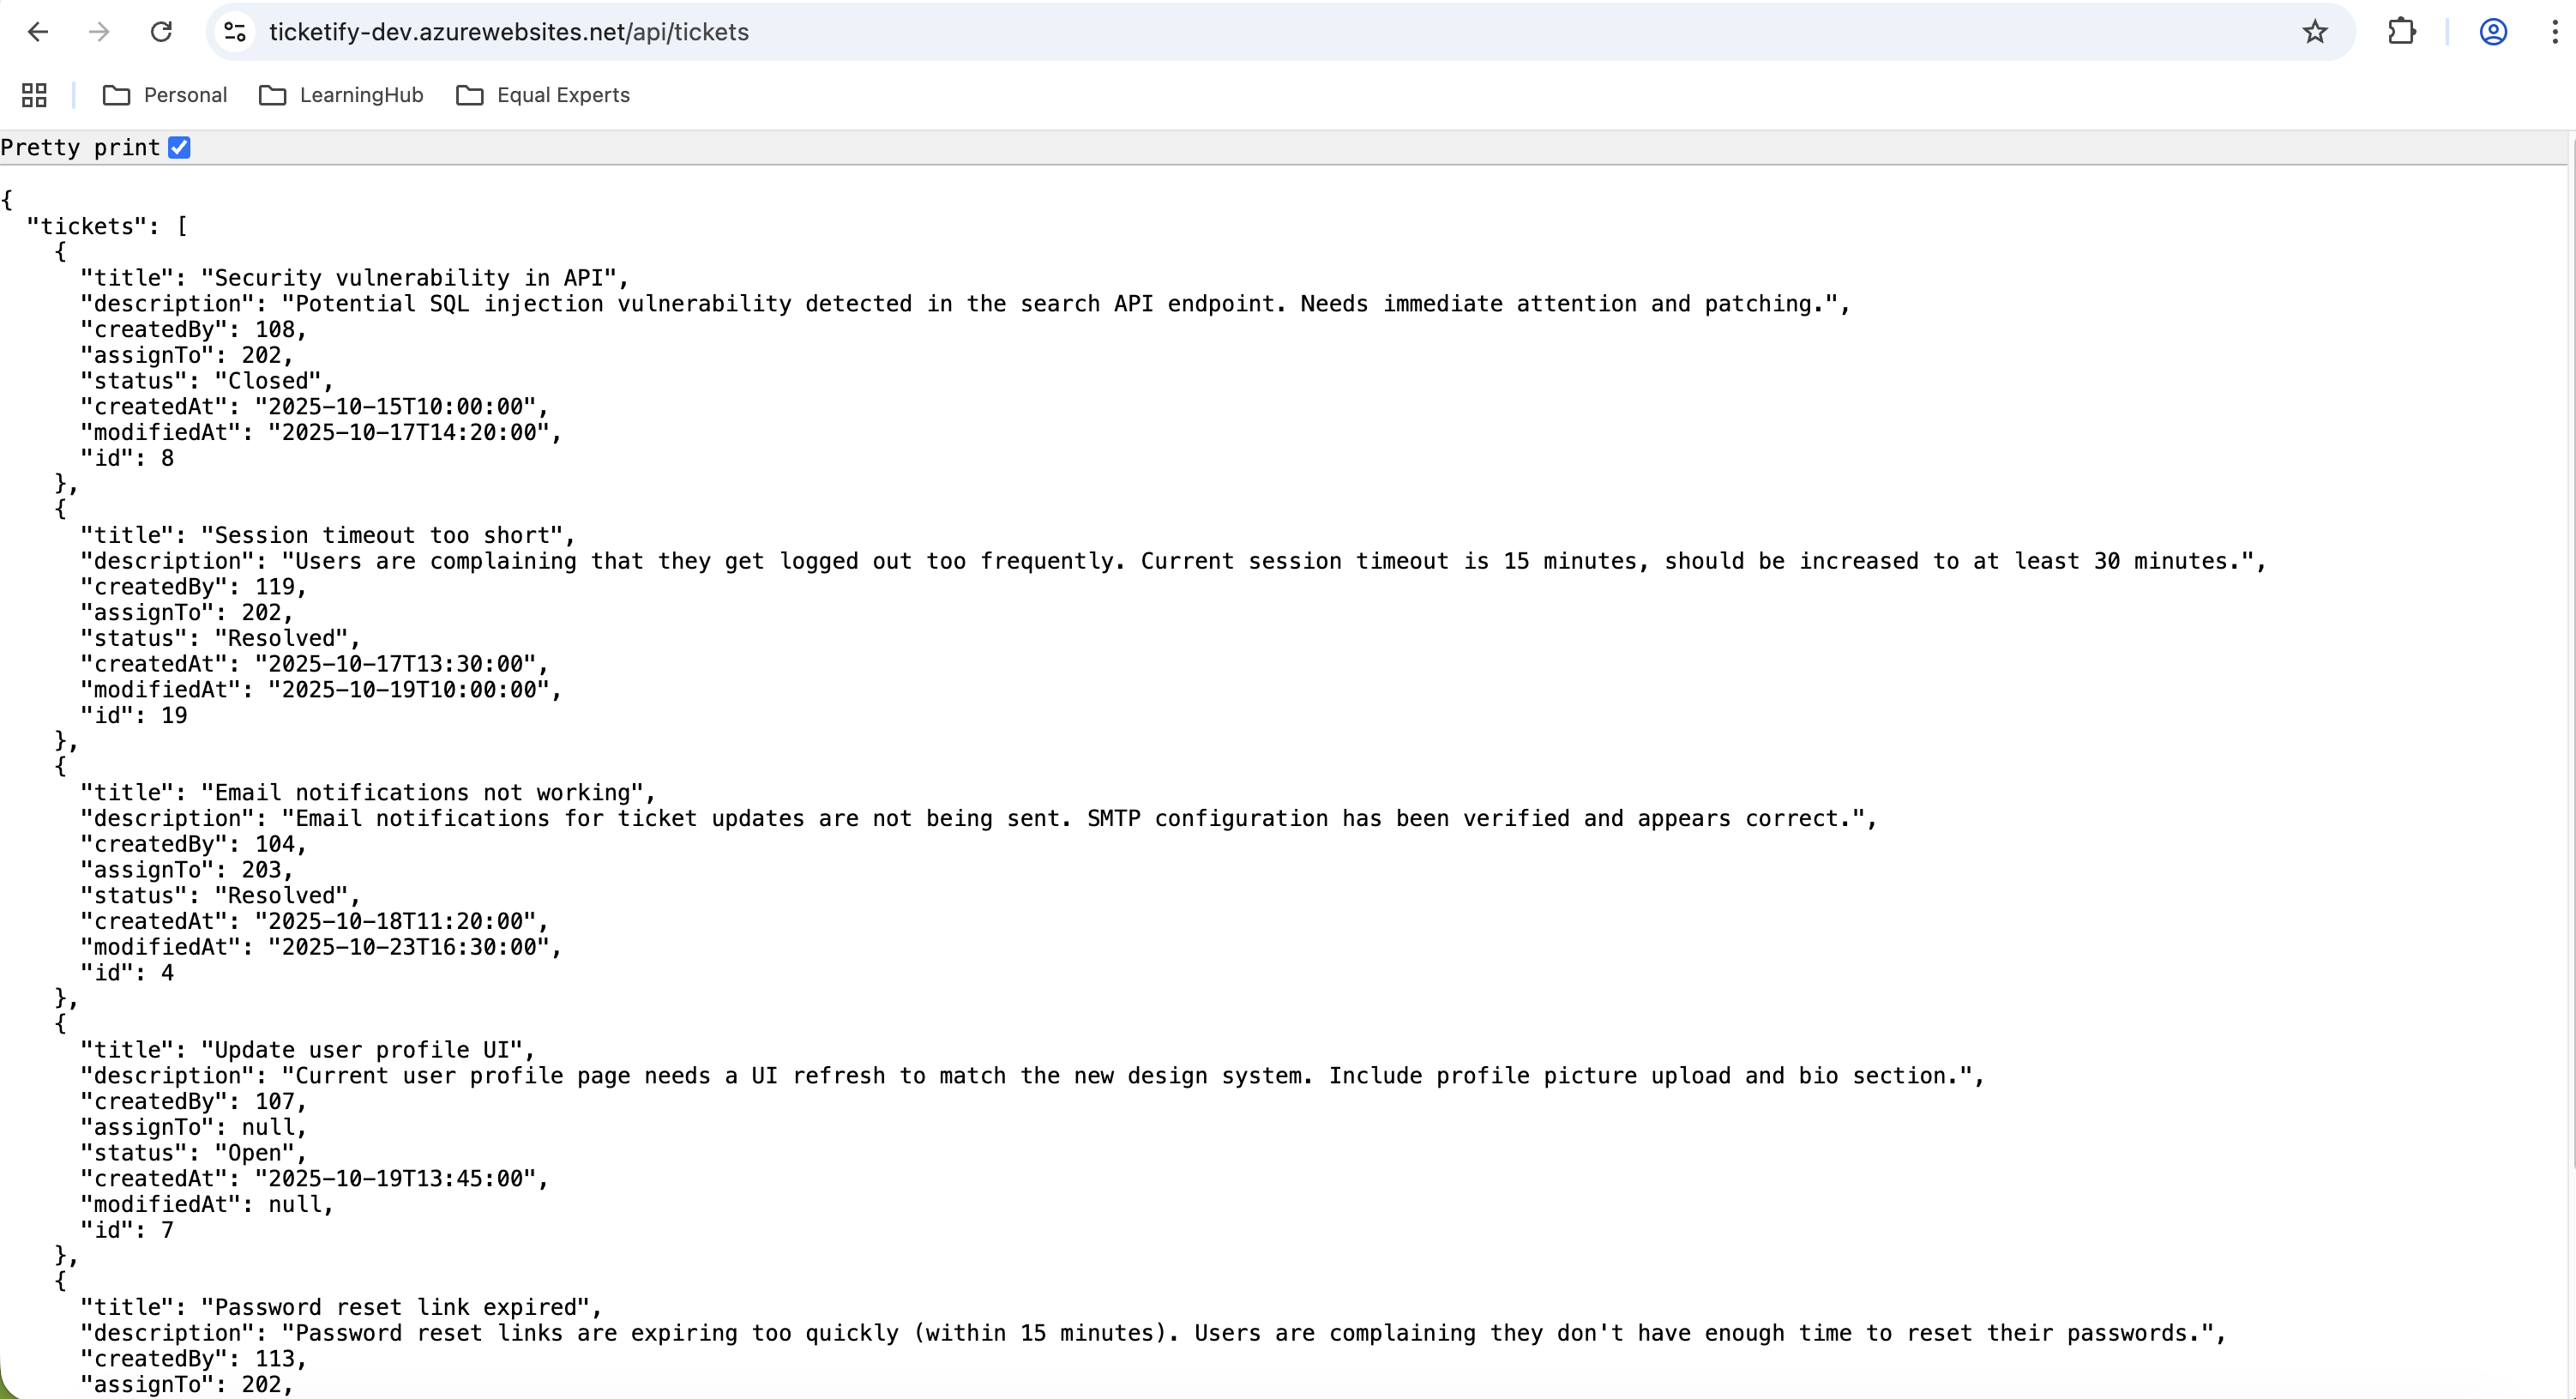 ticketify-dev.azurewebsites.net/api/tickets
Personal LearningHub Equal Experts
Pretty print
{
  "tickets": [
    {
      "title": "Security vulnerability in API",
      "description": "Potential SQL injection vulnerability detected in the search API endpoint. Needs immediate attention and patching.",
      "createdBy": 108,
      "assignTo": 202,
      "status": "Closed",
      "createdAt": "2025-10-15T10:00:00",
      "modifiedAt": "2025-10-17T14:20:00",
      "id": 8
    },
    {
      "title": "Session timeout too short",
      "description": "Users are complaining that they get logged out too frequently. Current session timeout is 15 minutes, should be increased to at least 30 minutes.",
      "createdBy": 119,
      "assignTo": 202,
      "status": "Resolved",
      "createdAt": "2025-10-17T13:30:00",
      "modifiedAt": "2025-10-19T10:00:00",
      "id": 19
    },
    {
      "title": "Email notifications not working",
      "description": "Email notifications for ticket updates are not being sent. SMTP configuration has been verified and appears correct.",
      "createdBy": 104,
      "assignTo": 203,
      "status": "Resolved",
      "createdAt": "2025-10-18T11:20:00",
      "modifiedAt": "2025-10-23T16:30:00",
      "id": 4
    },
    {
      "title": "Update user profile UI",
      "description": "Current user profile page needs a UI refresh to match the new design system. Include profile picture upload and bio section.",
      "createdBy": 107,
      "assignTo": null,
      "status": "Open",
      "createdAt": "2025-10-19T13:45:00",
      "modifiedAt": null,
      "id": 7
    },
    {
      "title": "Password reset link expired",
      "description": "Password reset links are expiring too quickly (within 15 minutes). Users are complaining they don't have enough time to reset their passwords.",
      "createdBy": 113,
      "assignTo": 202,